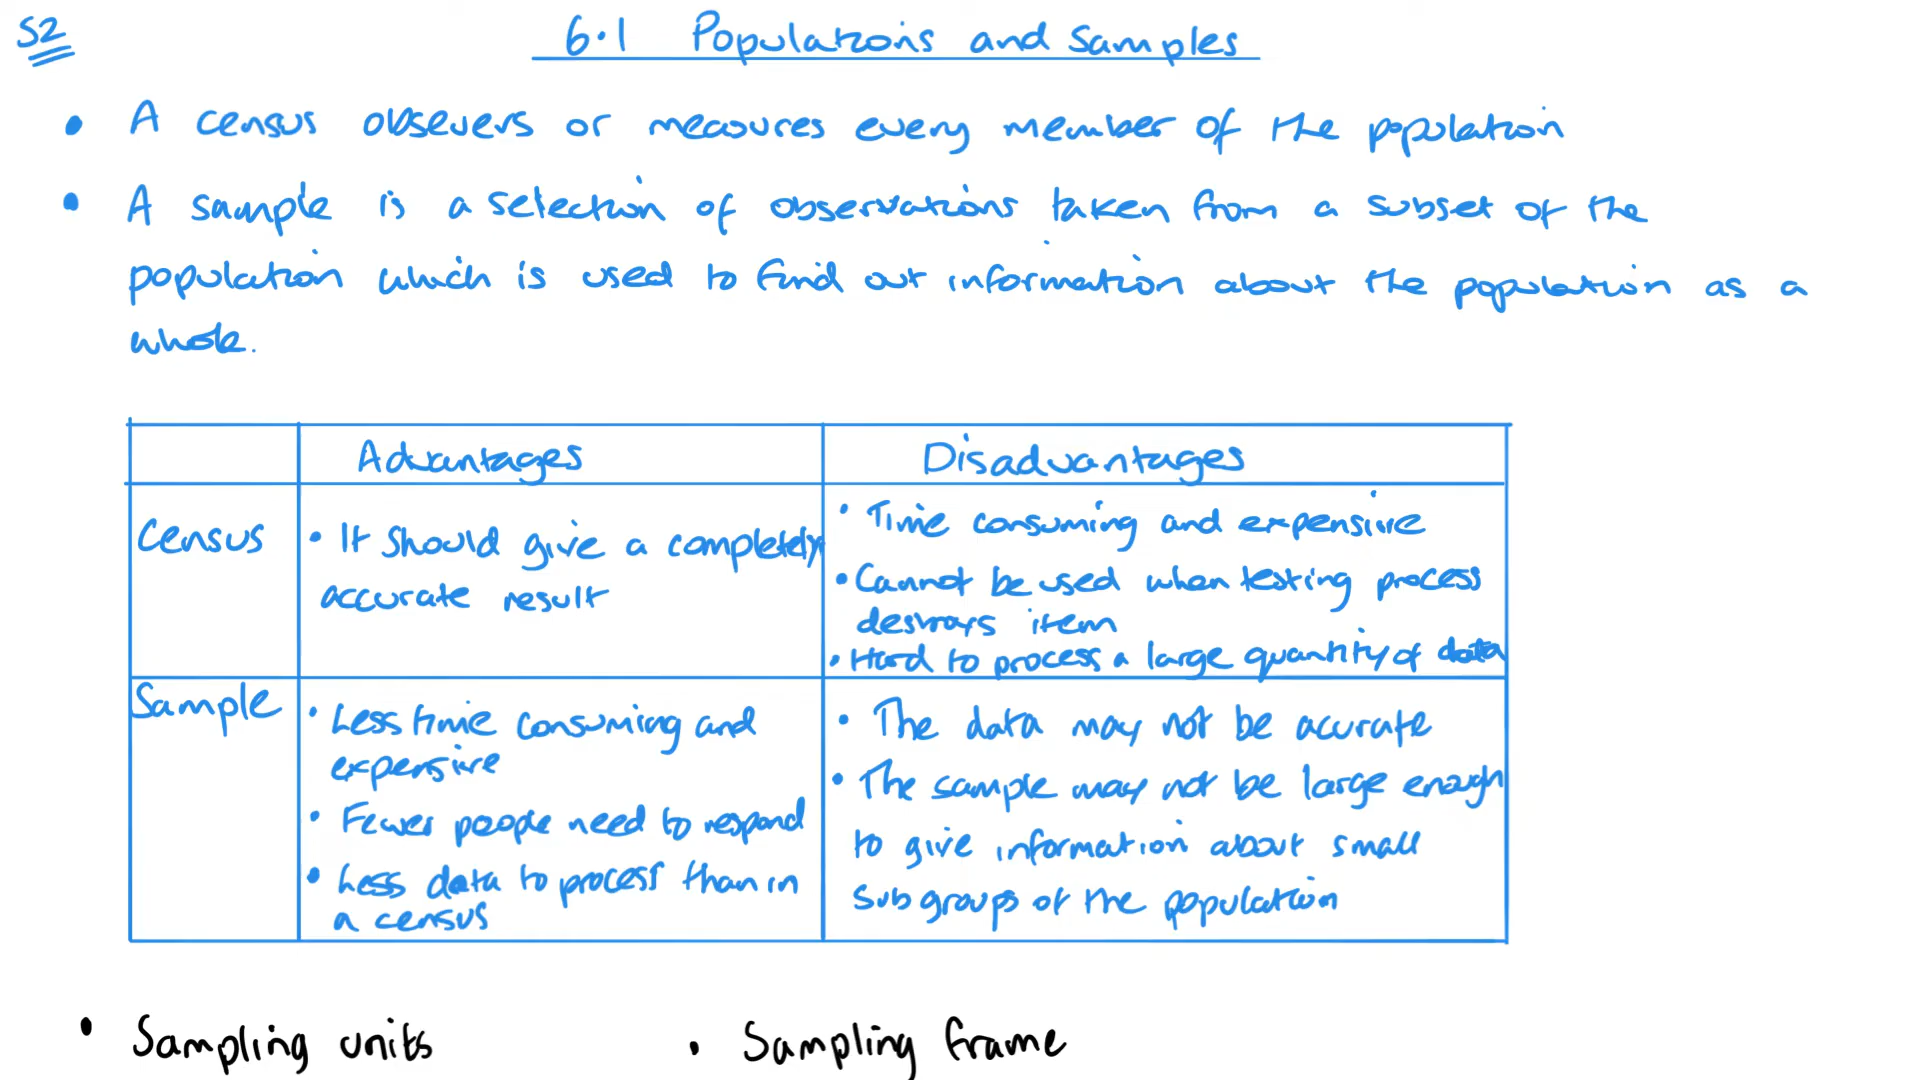 S2
6.1 Populations and Samples
• A census obsevers or measures every member of the population
• A sample is a selection of observations taken from a subset of the
population which is used to find out information about the population as a
whole.
Advantages Disadvantages
Census
• It should give a completely
accurate result
• Time consuming and expensive
• Cannot be used when testing process
destroys item
• Hard to process a large quantity of data
Sample
• Less time consuming and
expensive
• Fewer people need to respond
• Less data to process than in
a census
• The data may not be accurate
• The sample may not be large enough
to give information about small
sub groups of the population
• Sampling units • Sampling frame